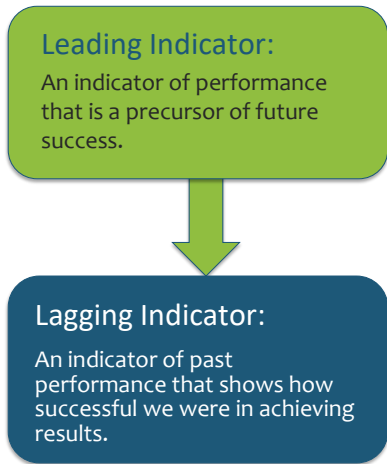 Leading Indicator:
An indicator of performance
that is a precursor of future
success.
Lagging Indicator:
An indicator of past
performance that shows how
successful we were in achieving
results.